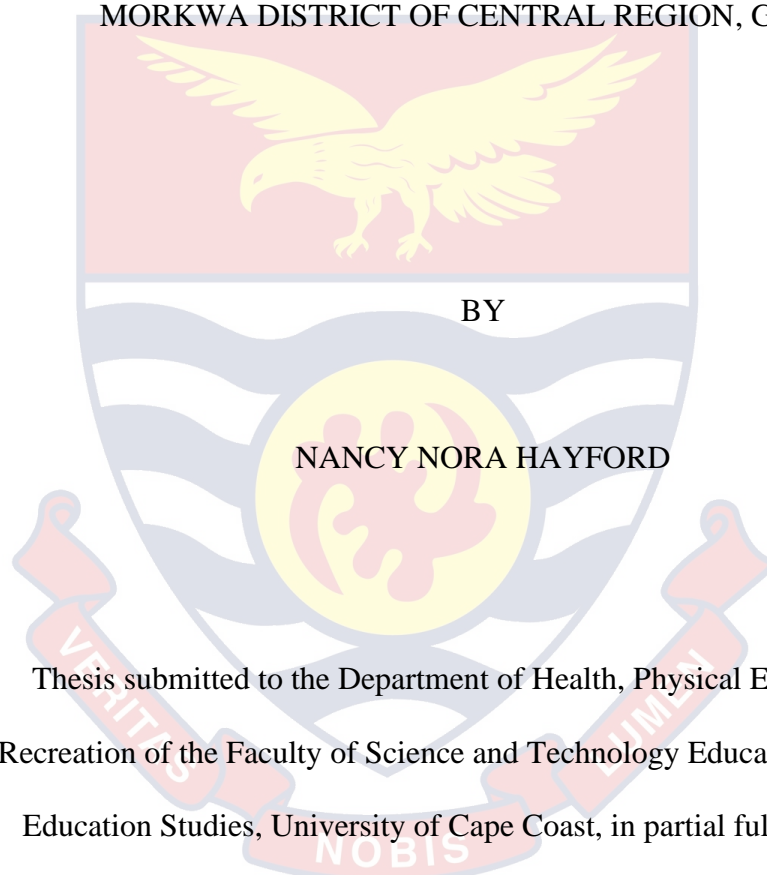 MORKWA DISTRICT OF CENTRAL REGION, G
BY
NANCY NORA HAYFORD
Thesis submitted to the Department of Health, Physical E
Recreation of the Faculty of Science and Technology Educa
Education Studies, University of Cape Coast, in partial ful
VERITAS
NOBIS
LUMEN